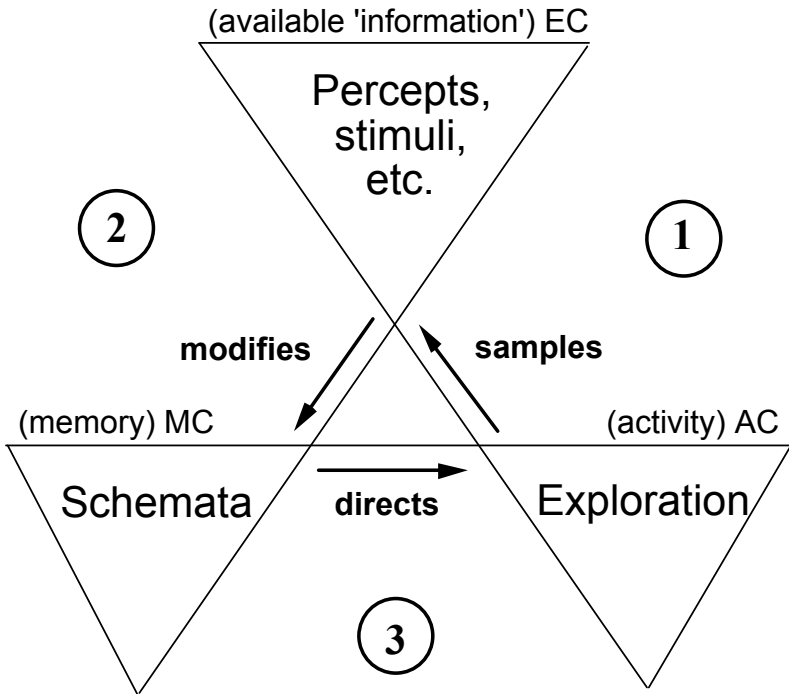 (available 'information') EC
Percepts,
stimuli,
etc.
2
1
modifies
samples
(memory) MC
(activity) AC
Schemata
directs
Exploration
3